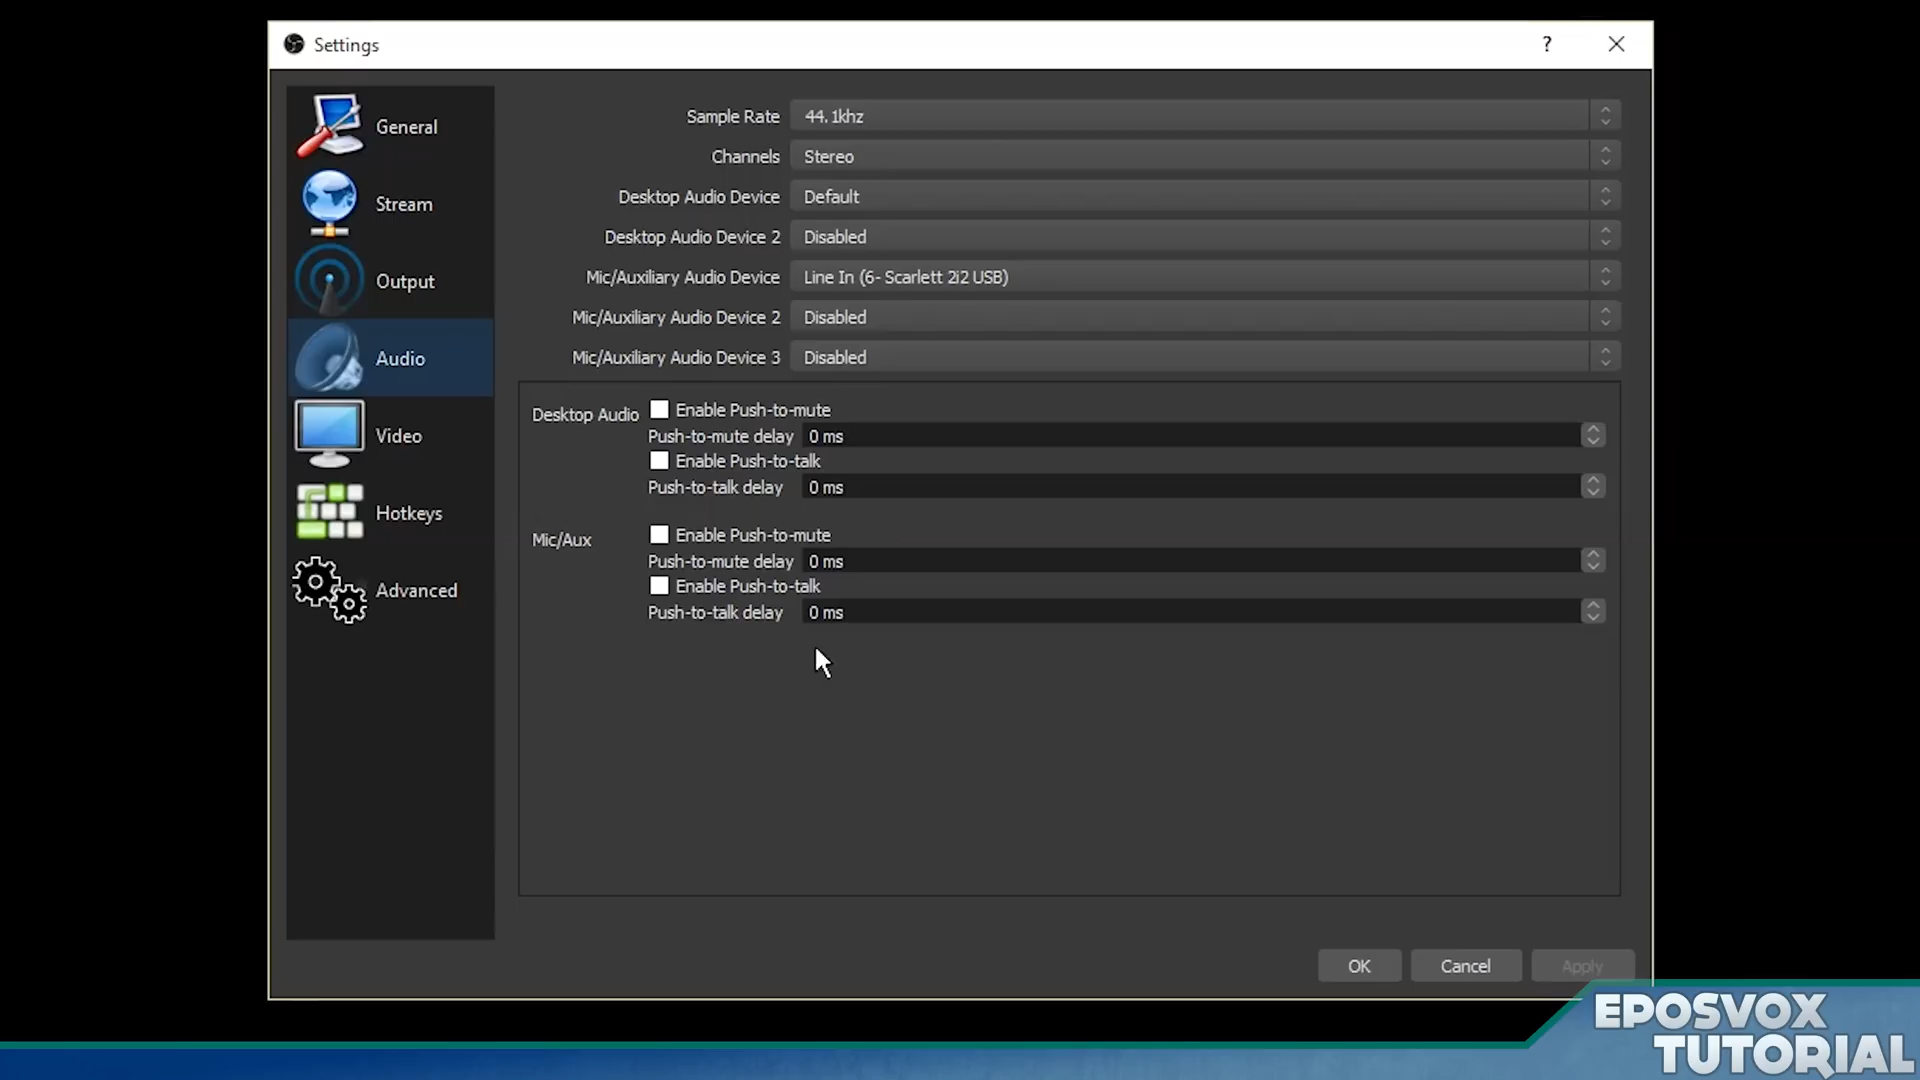 Settings
?
General
Stream
Output
Audio
Video
Hotkeys
Advanced
Sample Rate 44.1khz
Channels Stereo
Desktop Audio Device Default
Desktop Audio Device 2 Disabled
Mic/Auxiliary Audio Device Line In (6- Scarlett 2i2 USB)
Mic/Auxiliary Audio Device 2 Disabled
Mic/Auxiliary Audio Device 3 Disabled
Desktop Audio Enable Push-to-mute
Push-to-mute delay 0 ms
Enable Push-to-talk
Push-to-talk delay 0 ms
Mic/Aux Enable Push-to-mute
Push-to-mute delay 0 ms
Enable Push-to-talk
Push-to-talk delay 0 ms
OK Cancel Apply
EPOSVOX
TUTORIAL